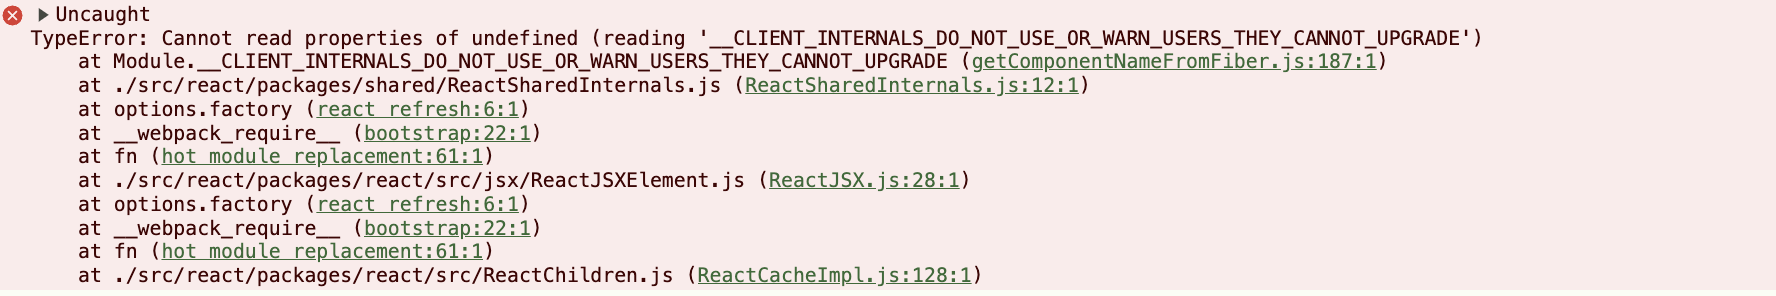 Uncaught
TypeError: Cannot read properties of undefined (reading '__CLIENT_INTERNALS_DO_NOT_USE_OR_WARN_USERS_THEY_CANNOT_UPGRADE')
at Module.__CLIENT_INTERNALS_DO_NOT_USE_OR_WARN_USERS_THEY_CANNOT_UPGRADE (getComponentNameFromFiber.js:187:1)
at ./src/react/packages/shared/ReactSharedInternals.js (ReactSharedInternals.js:12:1)
at options.factory (react refresh:6:1)
at __webpack_require__ (bootstrap:22:1)
at fn (hot module replacement:61:1)
at ./src/react/packages/react/src/jsx/ReactJSXElement.js (ReactJSX.js:28:1)
at options.factory (react refresh:6:1)
at __webpack_require__ (bootstrap:22:1)
at fn (hot module replacement:61:1)
at ./src/react/packages/react/src/ReactChildren.js (ReactCacheImpl.js:128:1)